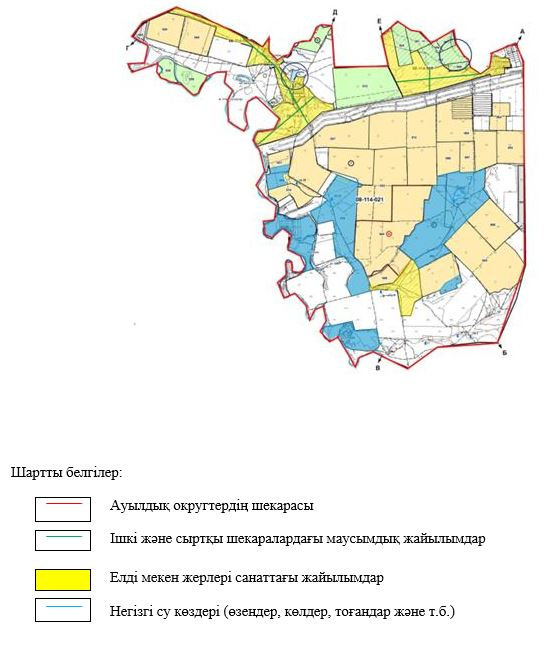 Д
Е
А
Г
08-114-021
Б
В
Шартты белгілер:
Ауылдық округтердің шекарасы
Ішкі және сыртқы шекаралардағы маусымдық жайылымдар
Елді мекен жерлері санаттағы жайылымдар
Негізгі су көздері (өзендер, көлдер, тоғандар және т.б.)